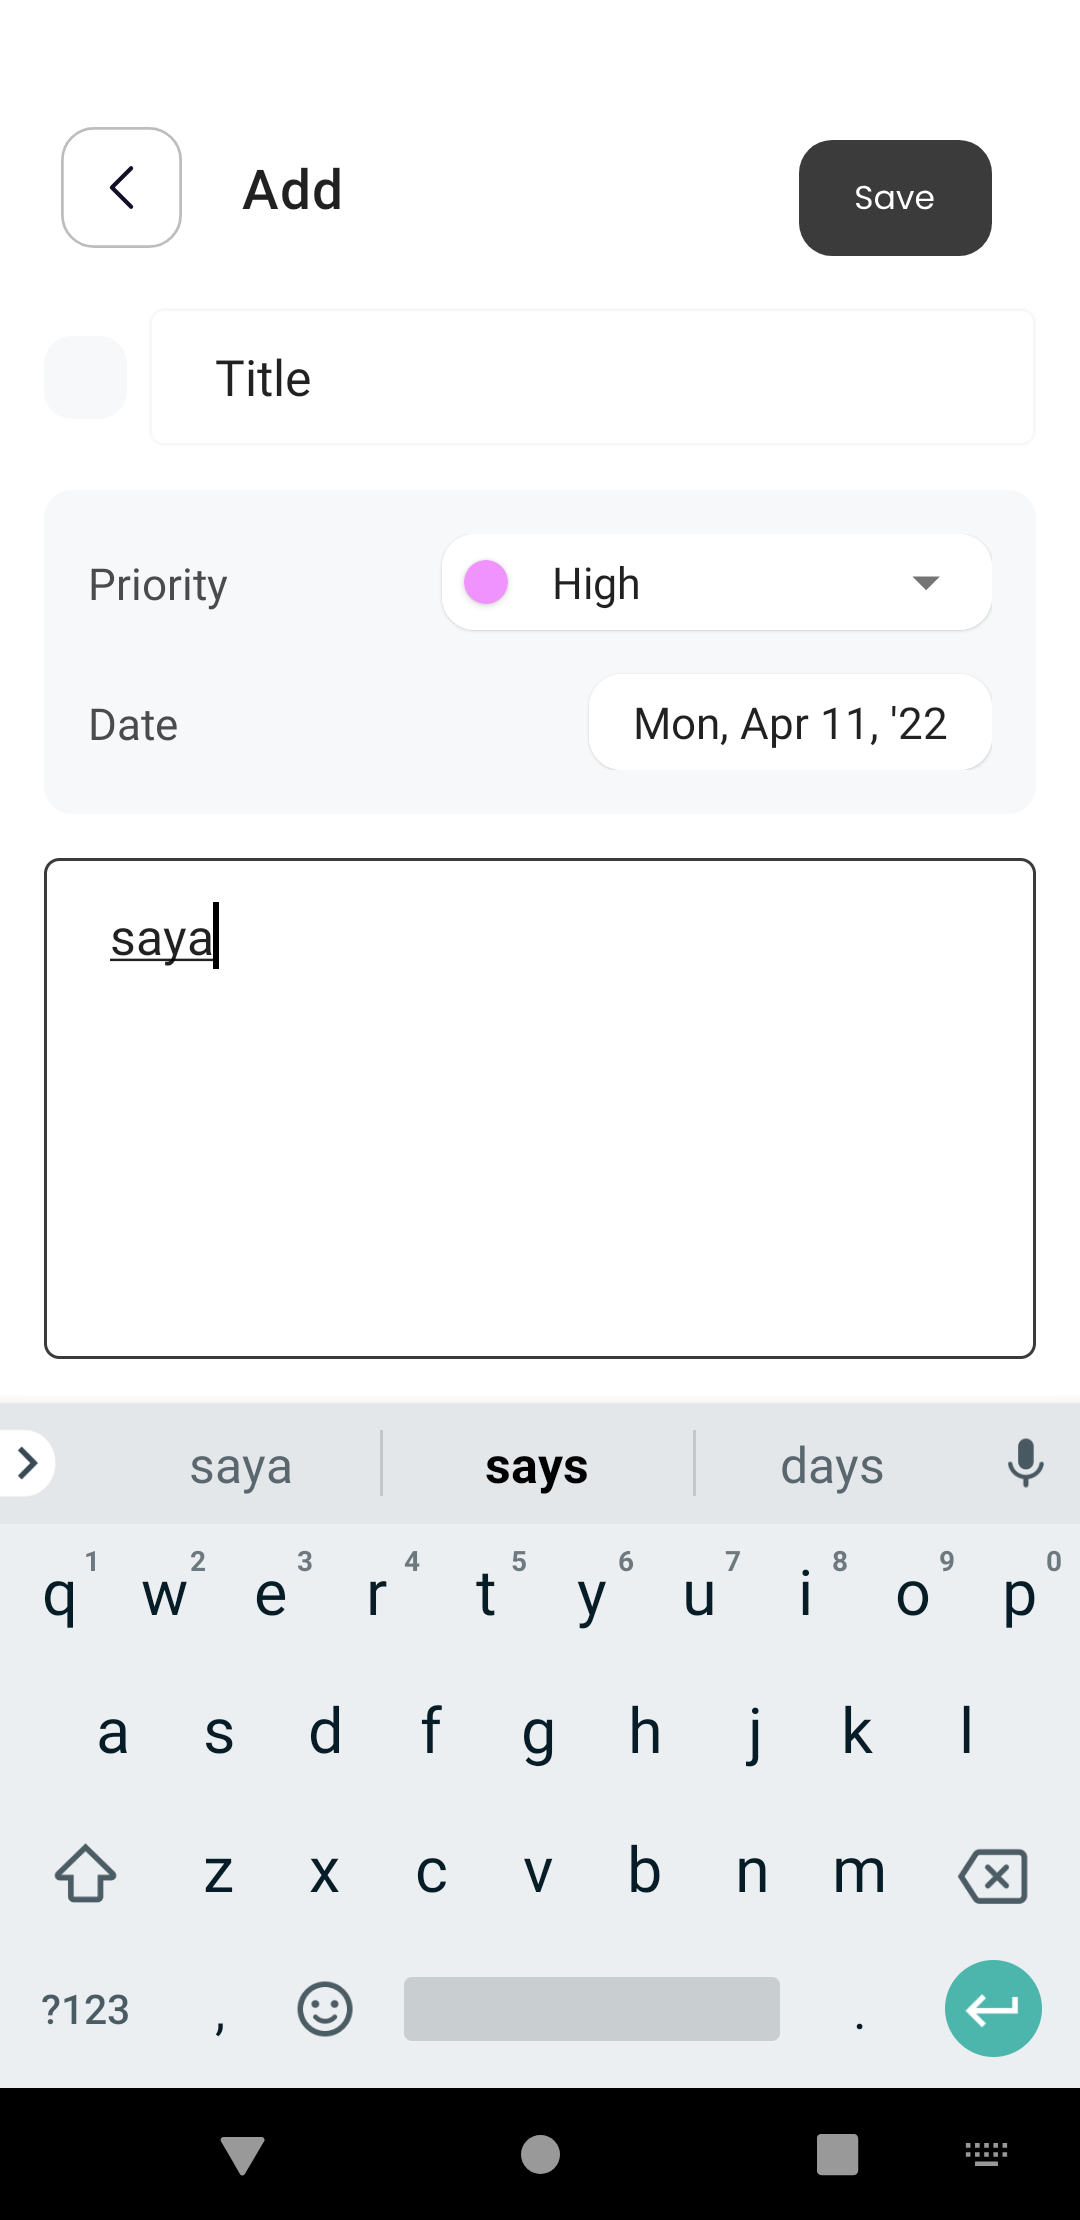 Add
Save
Title
Priority
High
Date
Mon, Apr 11, '22
saya
saya
says
days
1 2 3 4 5 6 7 8 9 0
q w e r t y u i o p
a s d f g h j k l
z x c v b n m
?123 , .